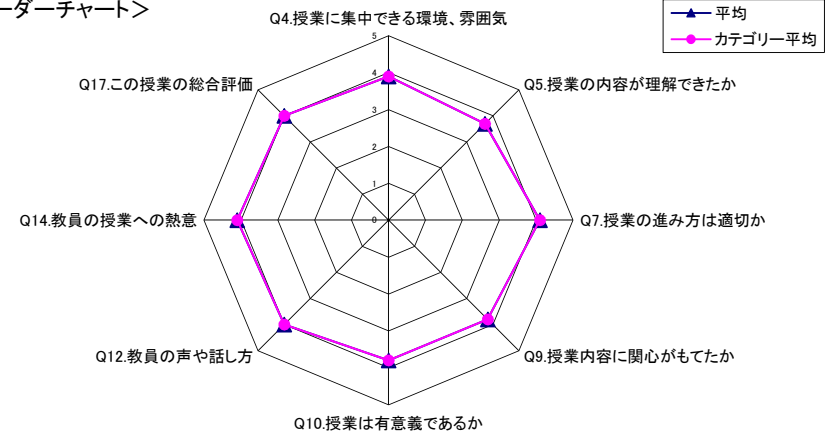 ーダーチャート＞
平均
カテゴリー平均
Q4.授業に集中できる環境、雰囲気
Q17.この授業の総合評価
Q5.授業の内容が理解できたか
Q14.教員の授業への熱意
Q7.授業の進み方は適切か
Q12.教員の声や話し方
Q9.授業内容に関心がもてたか
Q10.授業は有意義であるか
5
4
3
2
1
0